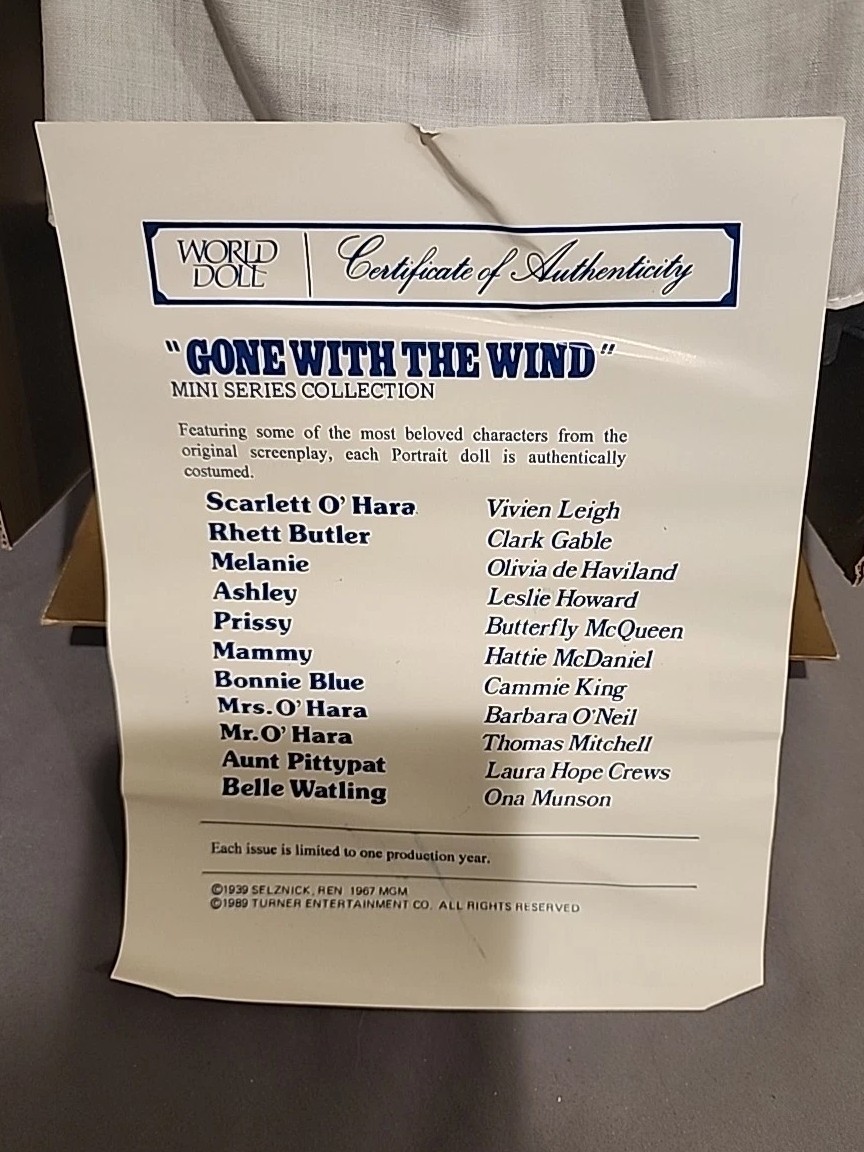 WORLD
DOLL
Certificate of Authenticity
"GONE WITH THE WIND"
MINI SERIES COLLECTION
Featuring some of the most beloved characters from the
original screenplay, each Portrait doll is authentically
costumed.
Scarlett O'Hara Vivien Leigh
Rhett Butler Clark Gable
Melanie Olivia de Haviland
Ashley Leslie Howard
Prissy Butterfly McQueen
Mammy Hattie McDaniel
Bonnie Blue Cammie King
Mrs. O'Hara Barbara O'Neil
Mr. O'Hara Thomas Mitchell
Aunt Pittypat Laura Hope Crews
Belle Watling Ona Munson
Each issue is limited to one production year.
©1939 SELZNICK, REN. 1967 MGM
©1989 TURNER ENTERTAINMENT CO. ALL RIGHTS RESERVED